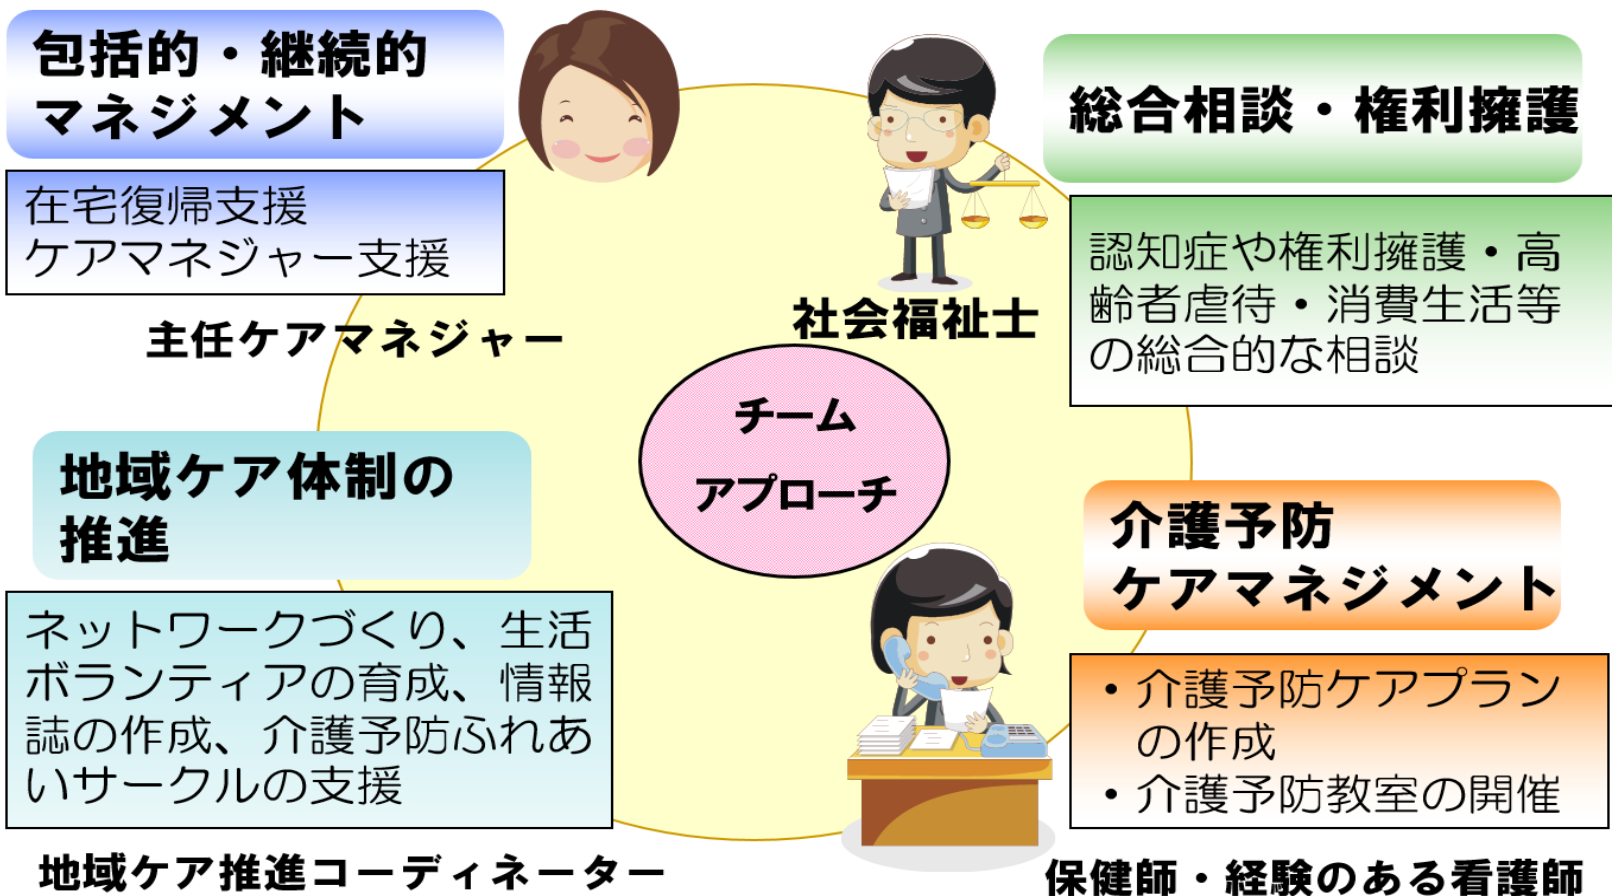 包括的・継続的
マネジメント
在宅復帰支援
ケアマネジャー支援
主任ケアマネジャー
総合相談・権利擁護
認知症や権利擁護・高
齢者虐待・消費生活等
の総合的な相談
社会福祉士
チーム
アプローチ
地域ケア体制の
推進
ネットワークづくり、生活
ボランティアの育成、情報
誌の作成、介護予防ふれあ
いサークルの支援
地域ケア推進コーディネーター
介護予防
ケアマネジメント
・介護予防ケアプラン
の作成
・介護予防教室の開催
保健師・経験のある看護師